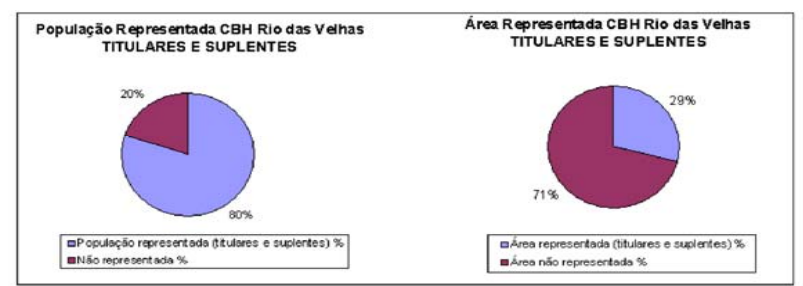 População Representada CBH Rio das Velhas
TITULARES E SUPLENTES
20%
80%
População representada (titulares e suplentes) %
Não representada %
Área Representada CBH Rio das Velhas
TITULARES E SUPLENTES
29%
71%
Área representada (titulares e suplentes) %
Área não representada %